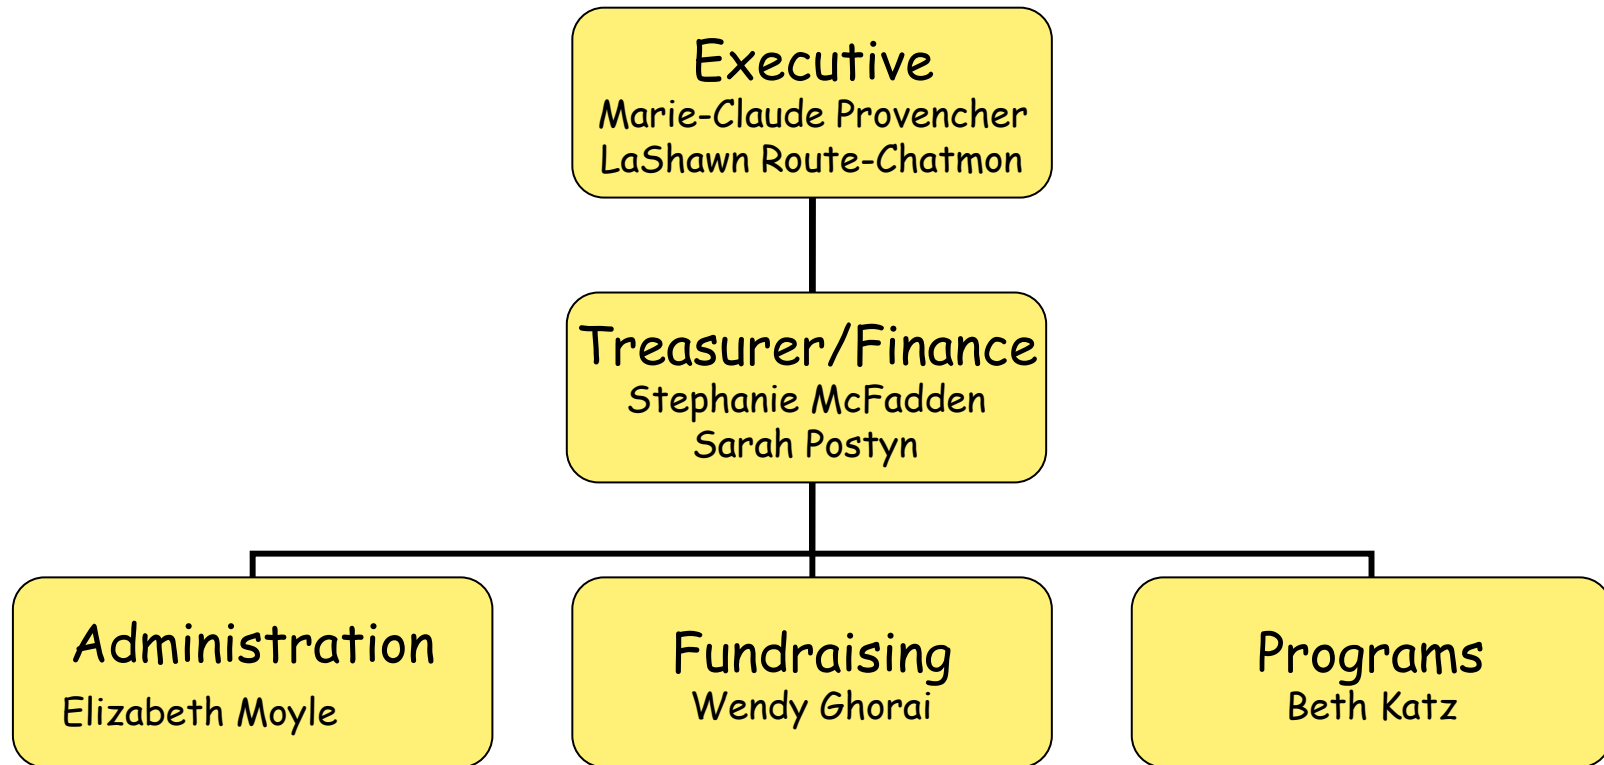 Executive
Marie-Claude Provencher
LaShawn Route-Chatmon
Treasurer/Finance
Stephanie McFadden
Sarah Postyn
Administration
Elizabeth Moyle
Fundraising
Wendy Ghorai
Programs
Beth Katz